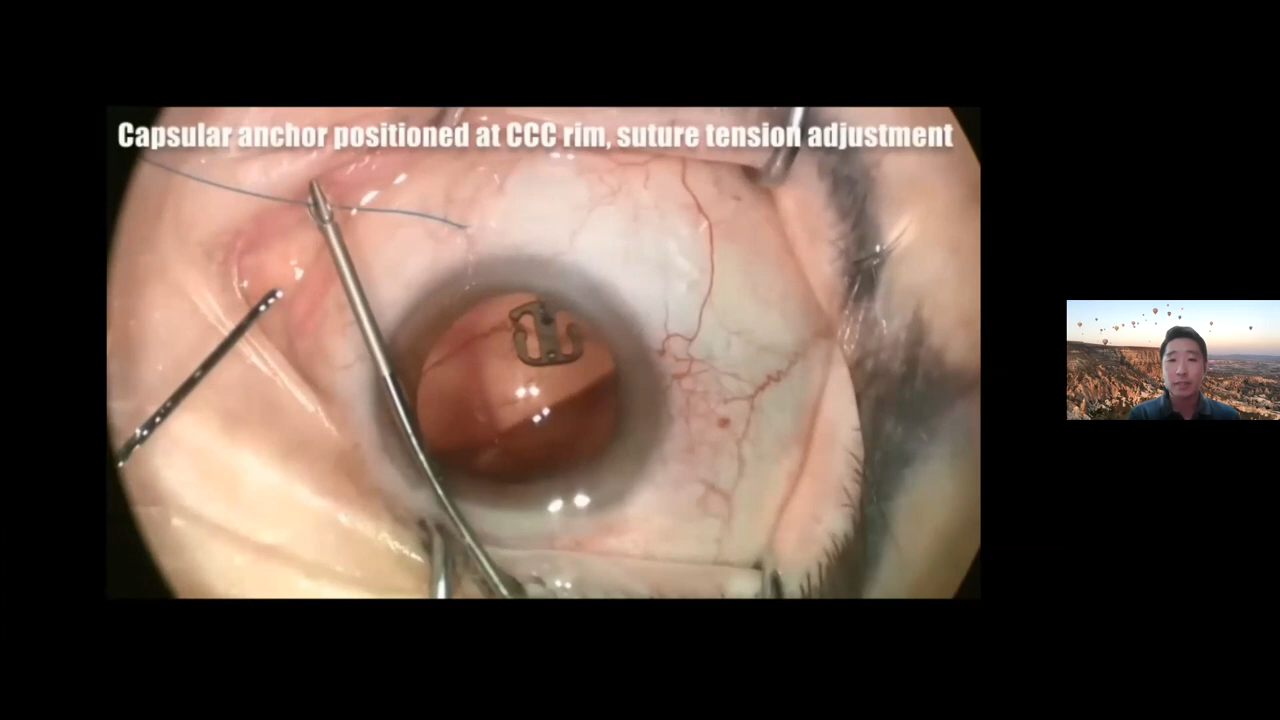 Capsular anchor positioned at CCC rim, suture tension adjustment